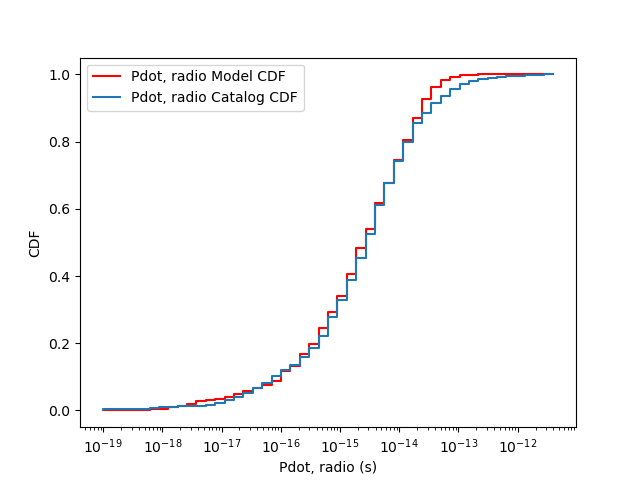 Pdot, radio Model CDF
Pdot, radio Catalog CDF
1.0
0.8
0.6
0.4
0.2
0.0
CDF
10⁻¹⁹ 10⁻¹⁸ 10⁻¹⁷ 10⁻¹⁶ 10⁻¹⁵ 10⁻¹⁴ 10⁻¹³ 10⁻¹²
Pdot, radio (s)